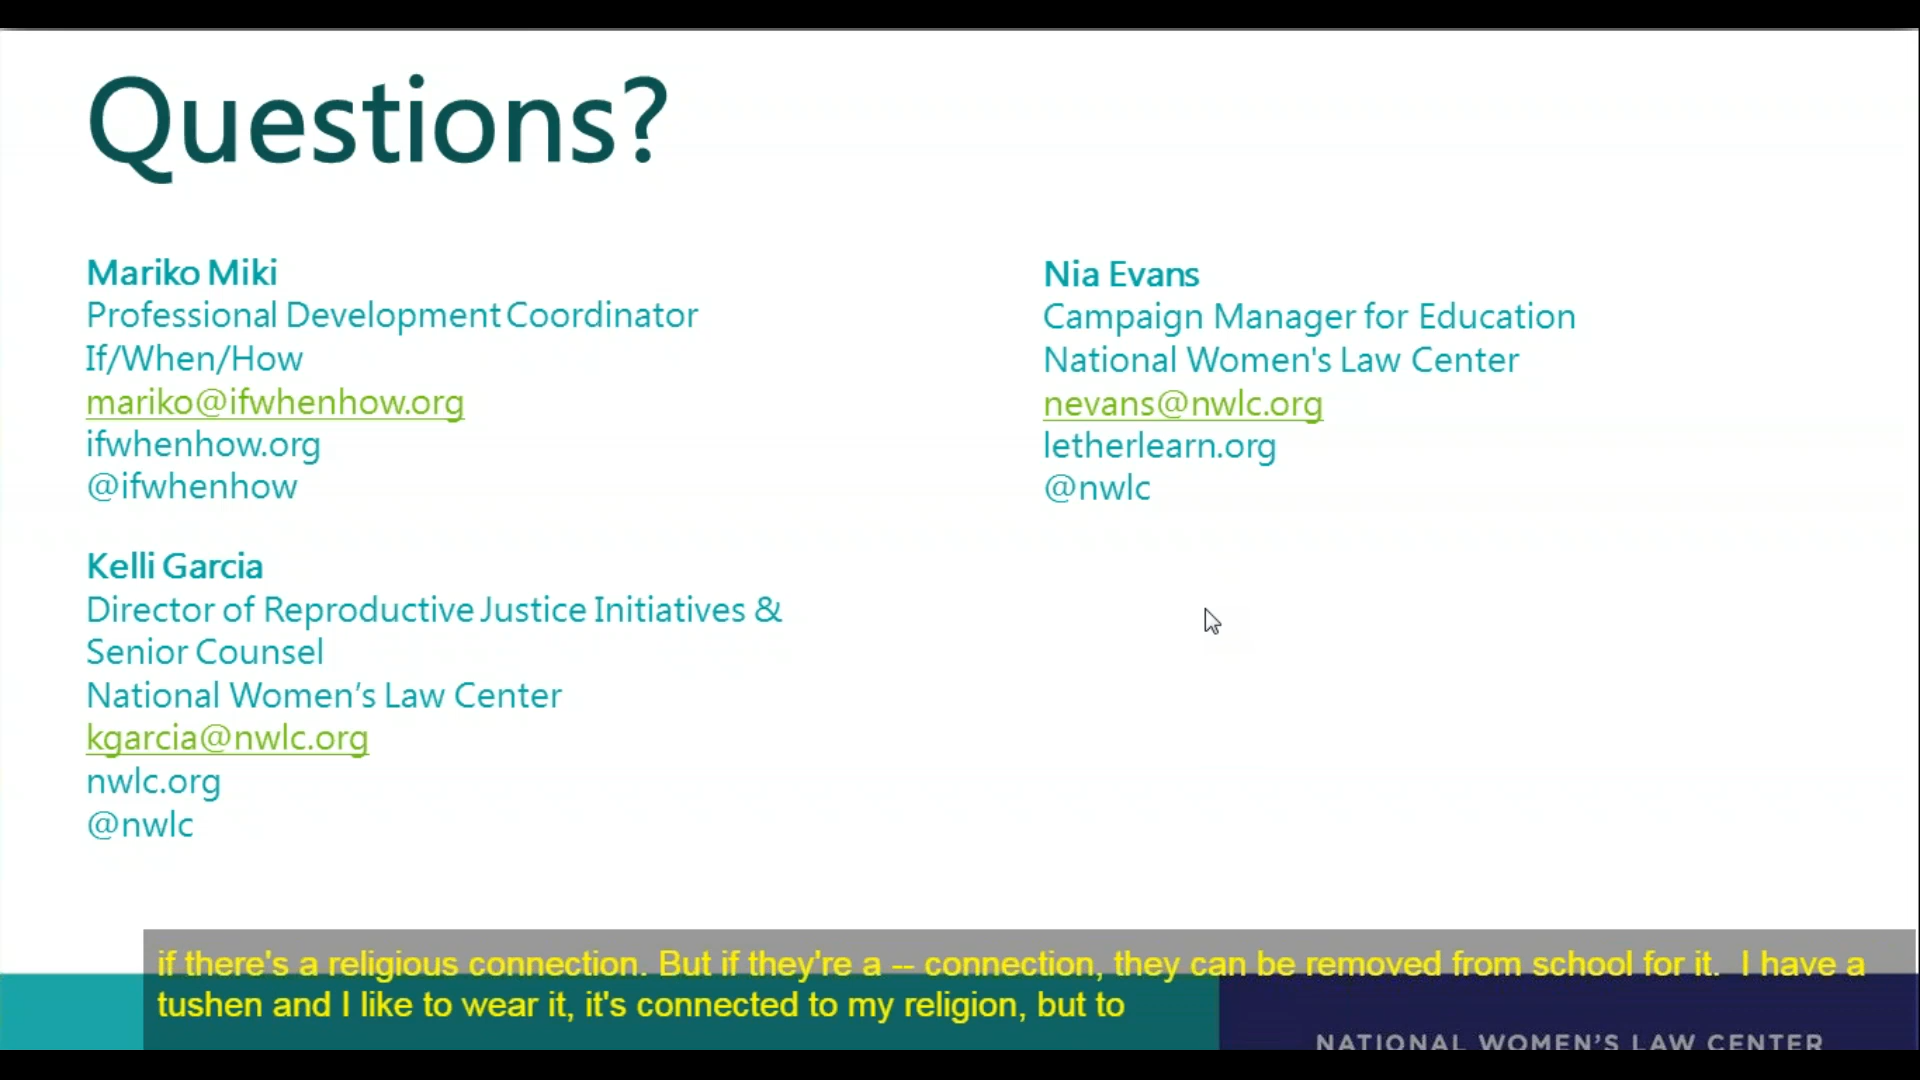 Questions?
Mariko Miki
Professional Development Coordinator
If/When/How
mariko@ifwhenhow.org
ifwhenhow.org
@ifwhenhow
Kelli Garcia
Director of Reproductive Justice Initiatives &
Senior Counsel
National Women’s Law Center
kgarcia@nwlc.org
nwlc.org
@nwlc
Nia Evans
Campaign Manager for Education
National Women's Law Center
nevans@nwlc.org
letherlearn.org
@nwlc
if there's a religious connection. But if they're a -- connection, they can be removed from school for it.  I have a
tushen and I like to wear it, it's connected to my religion, but to
NATIONAL WOMEN'S LAW CENTER